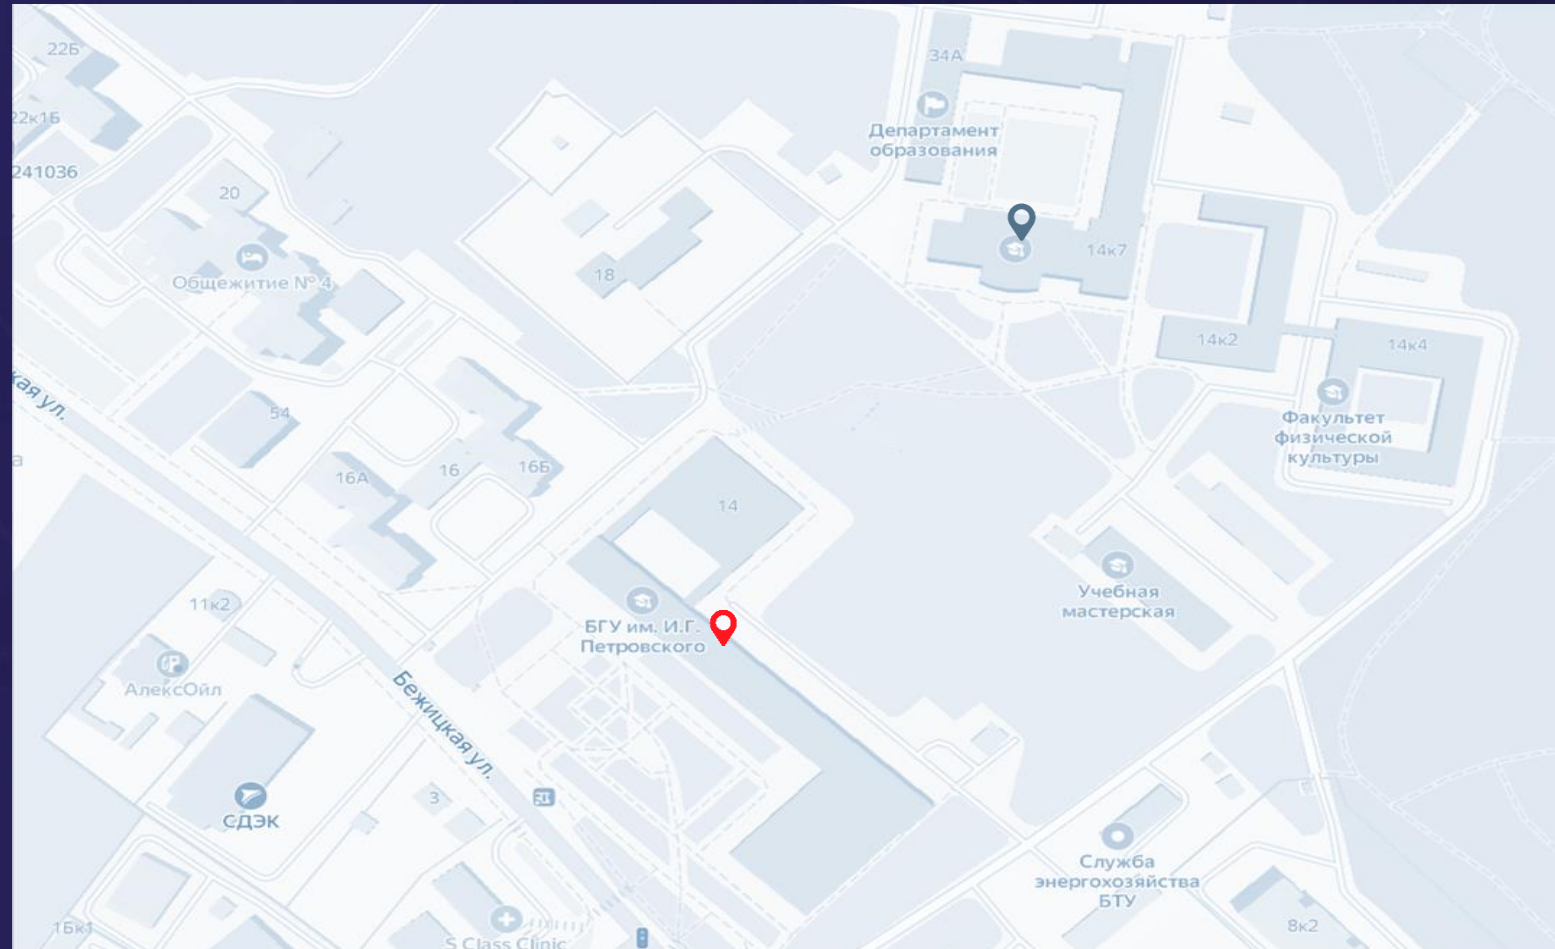 22Б
34А
22к1Б
Департамент
образования
241036
20
14к7
Общежитие № 4
18
14к2
14к4
кая ул.
54
Факультет
физической
культуры
а
16А
16
16Б
14
11к2
БГУ им. И.Г.
Петровского
Учебная
мастерская
АлексОйл
Бежицкая ул.
3
СДЭК
Служба
энергохозяйства
БТУ
1Бк1
8к2
S Class Clinic